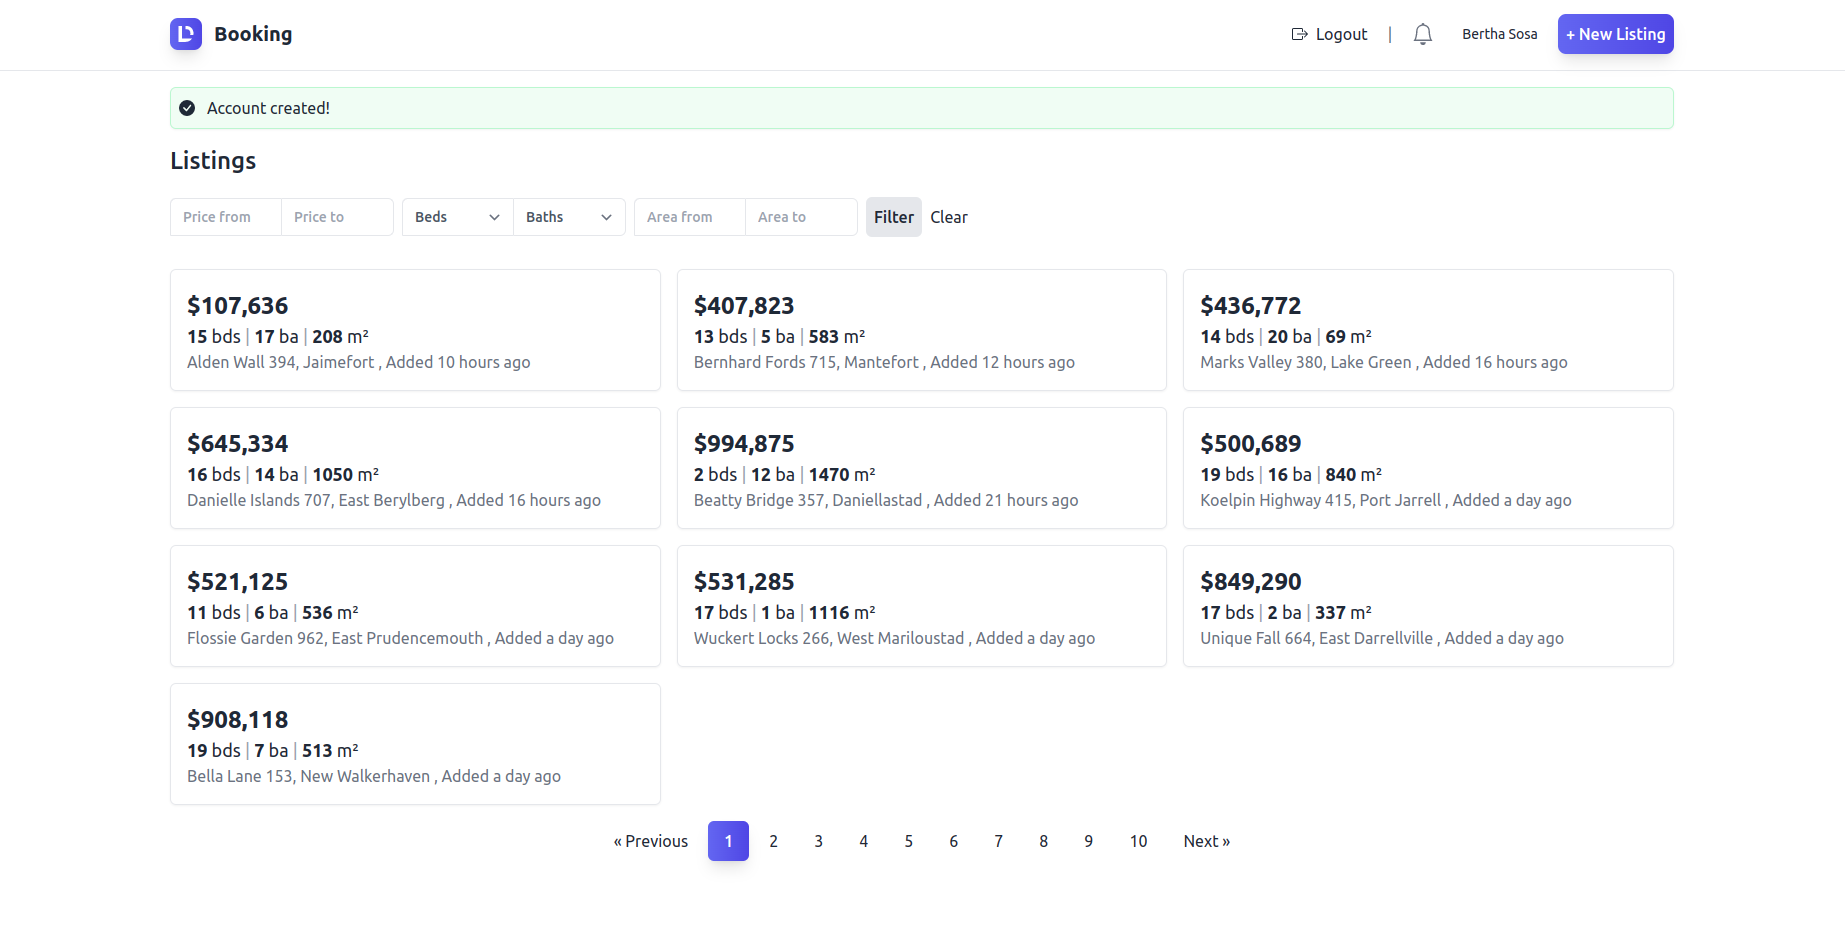 Booking
Logout | Bertha Sosa + New Listing
Account created!
Listings
Price from Price to Beds Baths Area from Area to Filter Clear
$107,636
15 bds | 17 ba | 208 m²
Alden Wall 394, Jaimefort , Added 10 hours ago
$407,823
13 bds | 5 ba | 583 m²
Bernhard Fords 715, Mantefort , Added 12 hours ago
$436,772
14 bds | 20 ba | 69 m²
Marks Valley 380, Lake Green , Added 16 hours ago
$645,334
16 bds | 14 ba | 1050 m²
Danielle Islands 707, East Berylberg , Added 16 hours ago
$994,875
2 bds | 12 ba | 1470 m²
Beatty Bridge 357, Daniellastad , Added 21 hours ago
$500,689
19 bds | 16 ba | 840 m²
Koelpin Highway 415, Port Jarrell , Added a day ago
$521,125
11 bds | 6 ba | 536 m²
Flossie Garden 962, East Prudencemouth , Added a day ago
$531,285
17 bds | 1 ba | 1116 m²
Wuckert Locks 266, West Mariloustad , Added a day ago
$849,290
17 bds | 2 ba | 337 m²
Unique Fall 664, East Darrellville , Added a day ago
$908,118
19 bds | 7 ba | 513 m²
Bella Lane 153, New Walkerhaven , Added a day ago
« Previous 1 2 3 4 5 6 7 8 9 10 Next »